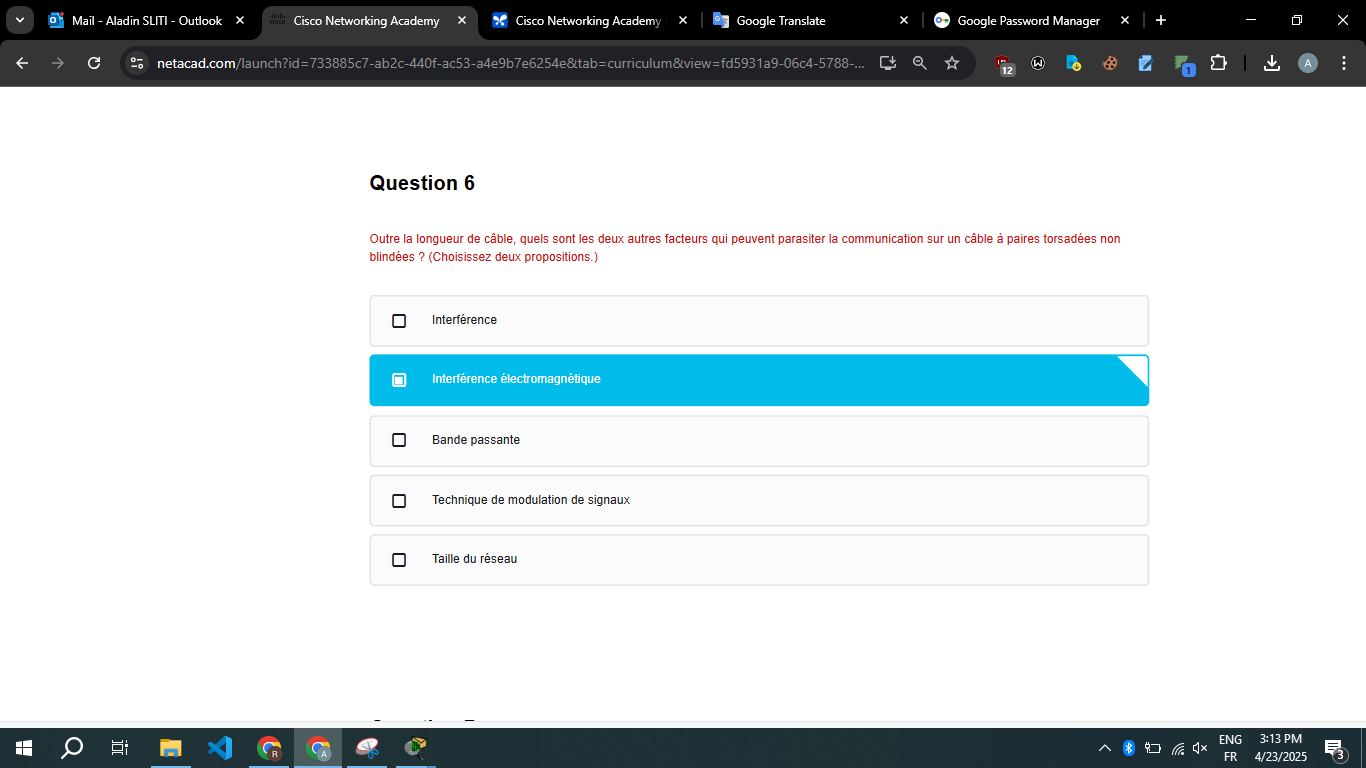 Mail - Aladin SLITI - Outlook
Cisco Networking Academy
Cisco Networking Academy
Google Translate
Google Password Manager
netacad.com/launch?id=733885c7-ab2c-440f-ac53-a4e9b7e6254e&tab=curriculum&view=fd5931a9-06c4-5788-...
12
1
A
Question 6
Outre la longueur de câble, quels sont les deux autres facteurs qui peuvent parasiter la communication sur un câble à paires torsadées non
blindées ? (Choisissez deux propositions.)
Interférence
Interférence électromagnétique
Bande passante
Technique de modulation de signaux
Taille du réseau
R
A
ENG
FR
3:13 PM
4/23/2025
3